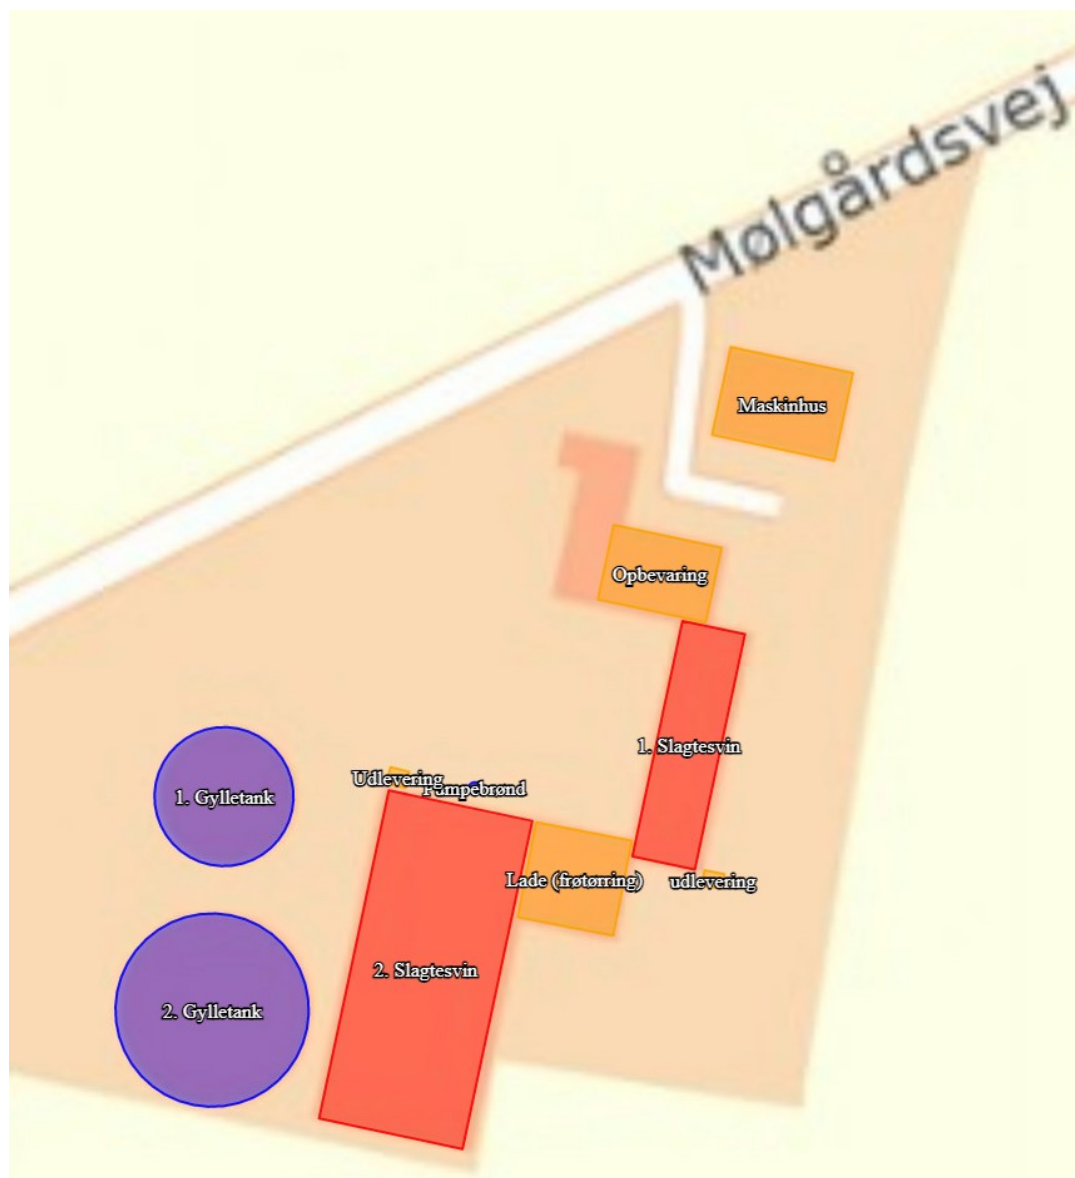 Mølgårdsvej
Maskinhus
Opbevaring
1. Slagtesvin
Udlevering
Pumpebrønd
1. Gylletank
Lade (frøtørring)
udlevering
2. Slagtesvin
2. Gylletank